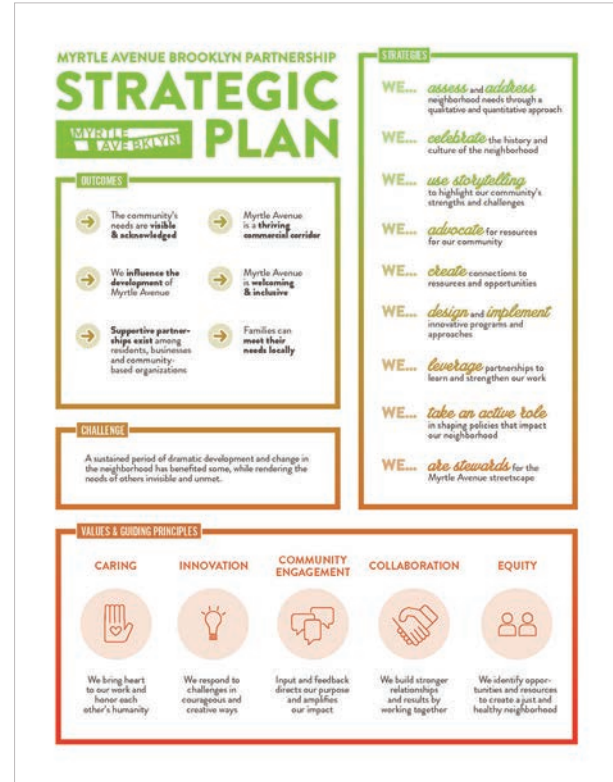 MYRTLE AVENUE BROOKLYN PARTNERSHIP
STRATEGIC
MYRTLE
AVE BKLYN
PLAN
OUTCOMES
The community's
needs are visible
& acknowledged
Myrtle Avenue
is a thriving
commercial corridor
We influence the
development of
Myrtle Avenue
Myrtle Avenue
is welcoming
& inclusive
Supportive partner-
ships exist among
residents, businesses
and community-
based organizations
Families can
meet their
needs locally
CHALLENGE
A sustained period of dramatic development and change in
the neighborhood has benefited some, while rendering the
needs of others invisible and unmet.
STRATEGIES
WE... assess and address
neighborhood needs through a
qualitative and quantitative approach
WE... celebrate the history and
culture of the neighborhood
WE... use storytelling
to highlight our community's
strengths and challenges
WE... advocate for resources
for our community
WE... create connections to
resources and opportunities
WE... design and implement
innovative programs and
approaches
WE... leverage partnerships to
learn and strengthen our work
WE... take an active role
in shaping policies that impact
our neighborhood
WE... are stewards for the
Myrtle Avenue streetscape
VALUES & GUIDING PRINCIPLES
CARING
We bring heart
to our work and
honor each
other's humanity
INNOVATION
We respond to
challenges in
courageous and
creative ways
COMMUNITY
ENGAGEMENT
Input and feedback
directs our purpose
and amplifies
our impact
COLLABORATION
We build stronger
relationships
and results by
working together
EQUITY
We identify oppor-
tunities and resources
to create a just and
healthy neighborhood